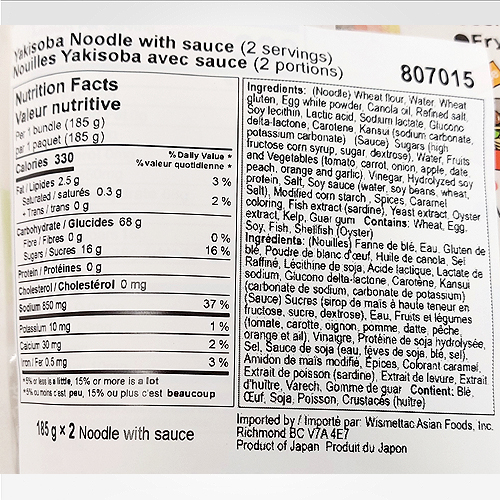 Yakisoba Noodle with sauce (2 servings)
Nouilles Yakisoba avec sauce (2 portions)
807015
Nutrition Facts
Valeur nutritive
Per 1 bundle (185 g)
par 1 paquet (185 g)
Calories 330
% Daily Value *
% valeur quotidienne *
Fat / Lipides 2.5 g 3 %
Saturated / saturés 0.3 g
+ Trans / trans 0 g 2 %
Carbohydrate / Glucides 68 g
Fibre / Fibres 0 g 0 %
Sugars / Sucres 16 g 16 %
Protein / Protéines 0 g
Cholesterol / Cholestérol 0 mg
Sodium 850 mg 37 %
Potassium 10 mg 1 %
Calcium 30 mg 2 %
Iron / Fer 0.5 mg 3 %
*5% or less is a little, 15% or more is a lot
*5% ou moins c'est peu, 15% ou plus c'est beaucoup
185 g × 2 Noodle with sauce
Ingredients: (Noodle) Wheat flour, Water, Wheat
gluten, Egg white powder, Canola oil, Refined salt,
Soy lecithin, Lactic acid, Sodium lactate, Glucono
delta-lactone, Carotene, Kansui (sodium carbonate,
potassium carbonate) (Sauce) Sugars (high
fructose corn syrup, sugar, dextrose), Water, Fruits
and Vegetables (tomato, carrot, onion, apple, date,
peach, orange and garlic), Vinegar, Hydrolyzed soy
protein, Salt, Soy sauce (water, soy beans, wheat,
Salt), Modified corn starch, Spices, Caramel
coloring, Fish extract (sardine), Yeast extract, Oyster
extract, Kelp, Guar gum Contains: Wheat, Egg,
Soy, Fish, Shellfish (Oyster)
Ingrédients: (Nouilles) Farine de blé, Eau, Gluten de
blé, Poudre de blanc d'œuf, Huile de canola, Sel
Raffiné, Lécithine de soja, Acide lactique, Lactate de
sodium, Glucono delta-lactone, Carotène, Kansui
(carbonate de sodium, carbonate de potassium)
(Sauce) Sucres (sirop de maïs à haute teneur en
fructose, sucre, dextrose), Eau, Fruits et légumes
(tomate, carotte, oignon, pomme, datte, pêche,
orange et ail), Vinaigre, Protéine de soja hydrolysée,
Sel, Sauce de soja (eau, fèves de soja, blé, sel),
Amidon de maïs modifié, Épices, Colorant caramel,
Extrait de poisson (sardine), Extrait de levure, Extrait
d'huître, Varech, Gomme de guar Contient: Blé,
Œuf, Soja, Poisson, Crustacés (huître)
Imported by / Importé par: Wismettac Asian Foods, Inc.
Richmond BC V7A 4E7
Product of Japan Produit du Japon